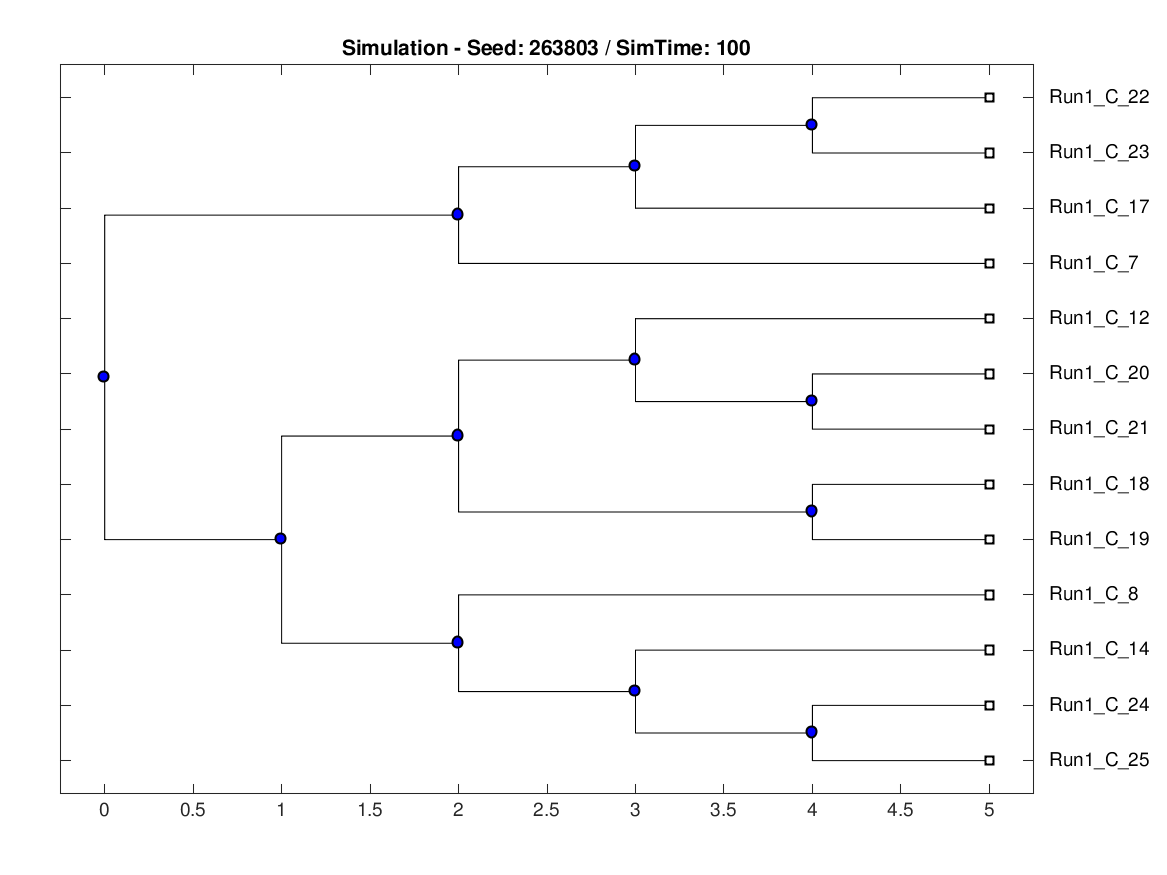 Simulation - Seed: 263803 / SimTime: 100
Run1_C_22
Run1_C_23
Run1_C_17
Run1_C_7
Run1_C_12
Run1_C_20
Run1_C_21
Run1_C_18
Run1_C_19
Run1_C_8
Run1_C_14
Run1_C_24
Run1_C_25
0 0.5 1 1.5 2 2.5 3 3.5 4 4.5 5